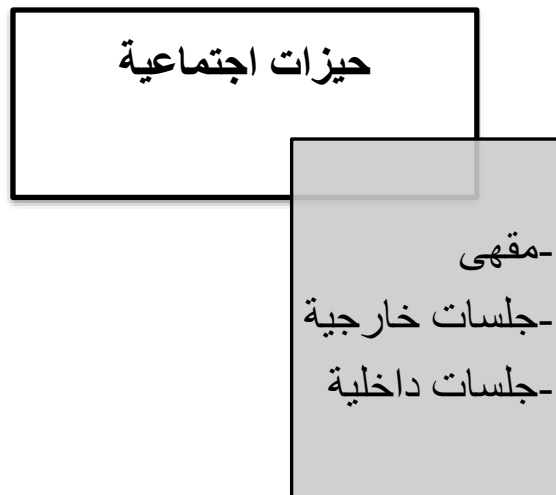 حيزات اجتماعية
-مقهى
-جلسات خارجية
-جلسات داخلية